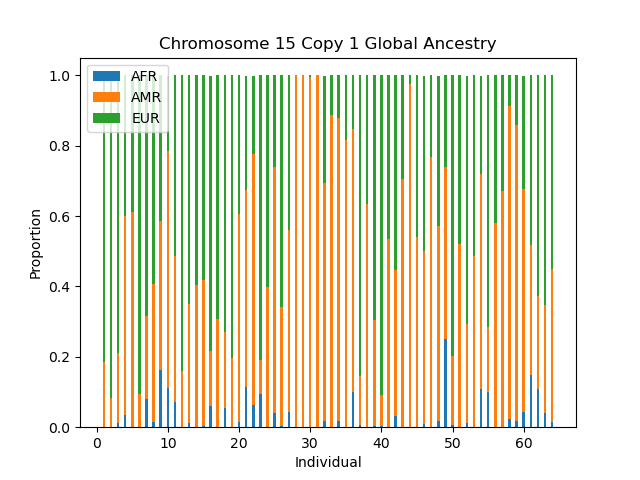 Chromosome 15 Copy 1 Global Ancestry
AFR
AMR
EUR
1.0
0.8
0.6
0.4
0.2
0.0
Proportion
0 10 20 30 40 50 60
Individual